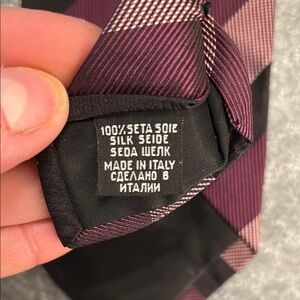 100% SETA SOIE
SILK SEIDE
SEDA ШЕЛК
MADE IN ITALY
СДЕЛАНО В
ИТАЛИИ